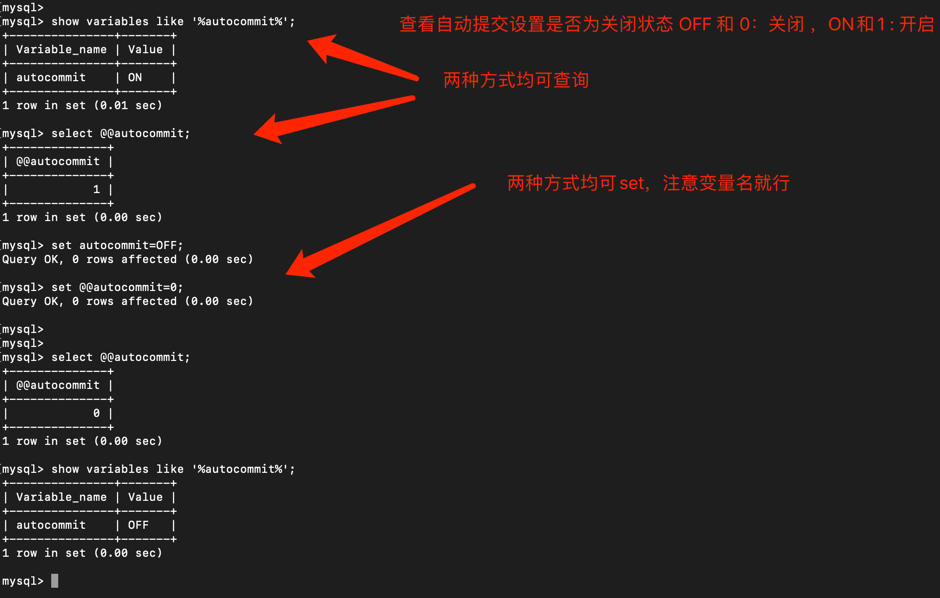 mysql>
mysql> show variables like '%autocommit%';
查看自动提交设置是否为关闭状态 OFF 和 0：关闭 ，ON和1 : 开启
+---------------+-------+
| Variable_name | Value |
+---------------+-------+
| autocommit    | ON    |
两种方式均可查询
+---------------+-------+
1 row in set (0.01 sec)
mysql> select @@autocommit;
+--------------+
| @@autocommit |
+--------------+
|            1 |
两种方式均可 set，注意变量名就行
+--------------+
1 row in set (0.00 sec)
mysql> set autocommit=OFF;
Query OK, 0 rows affected (0.00 sec)
mysql> set @@autocommit=0;
Query OK, 0 rows affected (0.00 sec)
mysql>
mysql>
mysql> select @@autocommit;
+--------------+
| @@autocommit |
+--------------+
|            0 |
+--------------+
1 row in set (0.00 sec)
mysql> show variables like '%autocommit%';
+---------------+-------+
| Variable_name | Value |
+---------------+-------+
| autocommit    | OFF   |
+---------------+-------+
1 row in set (0.00 sec)
mysql>